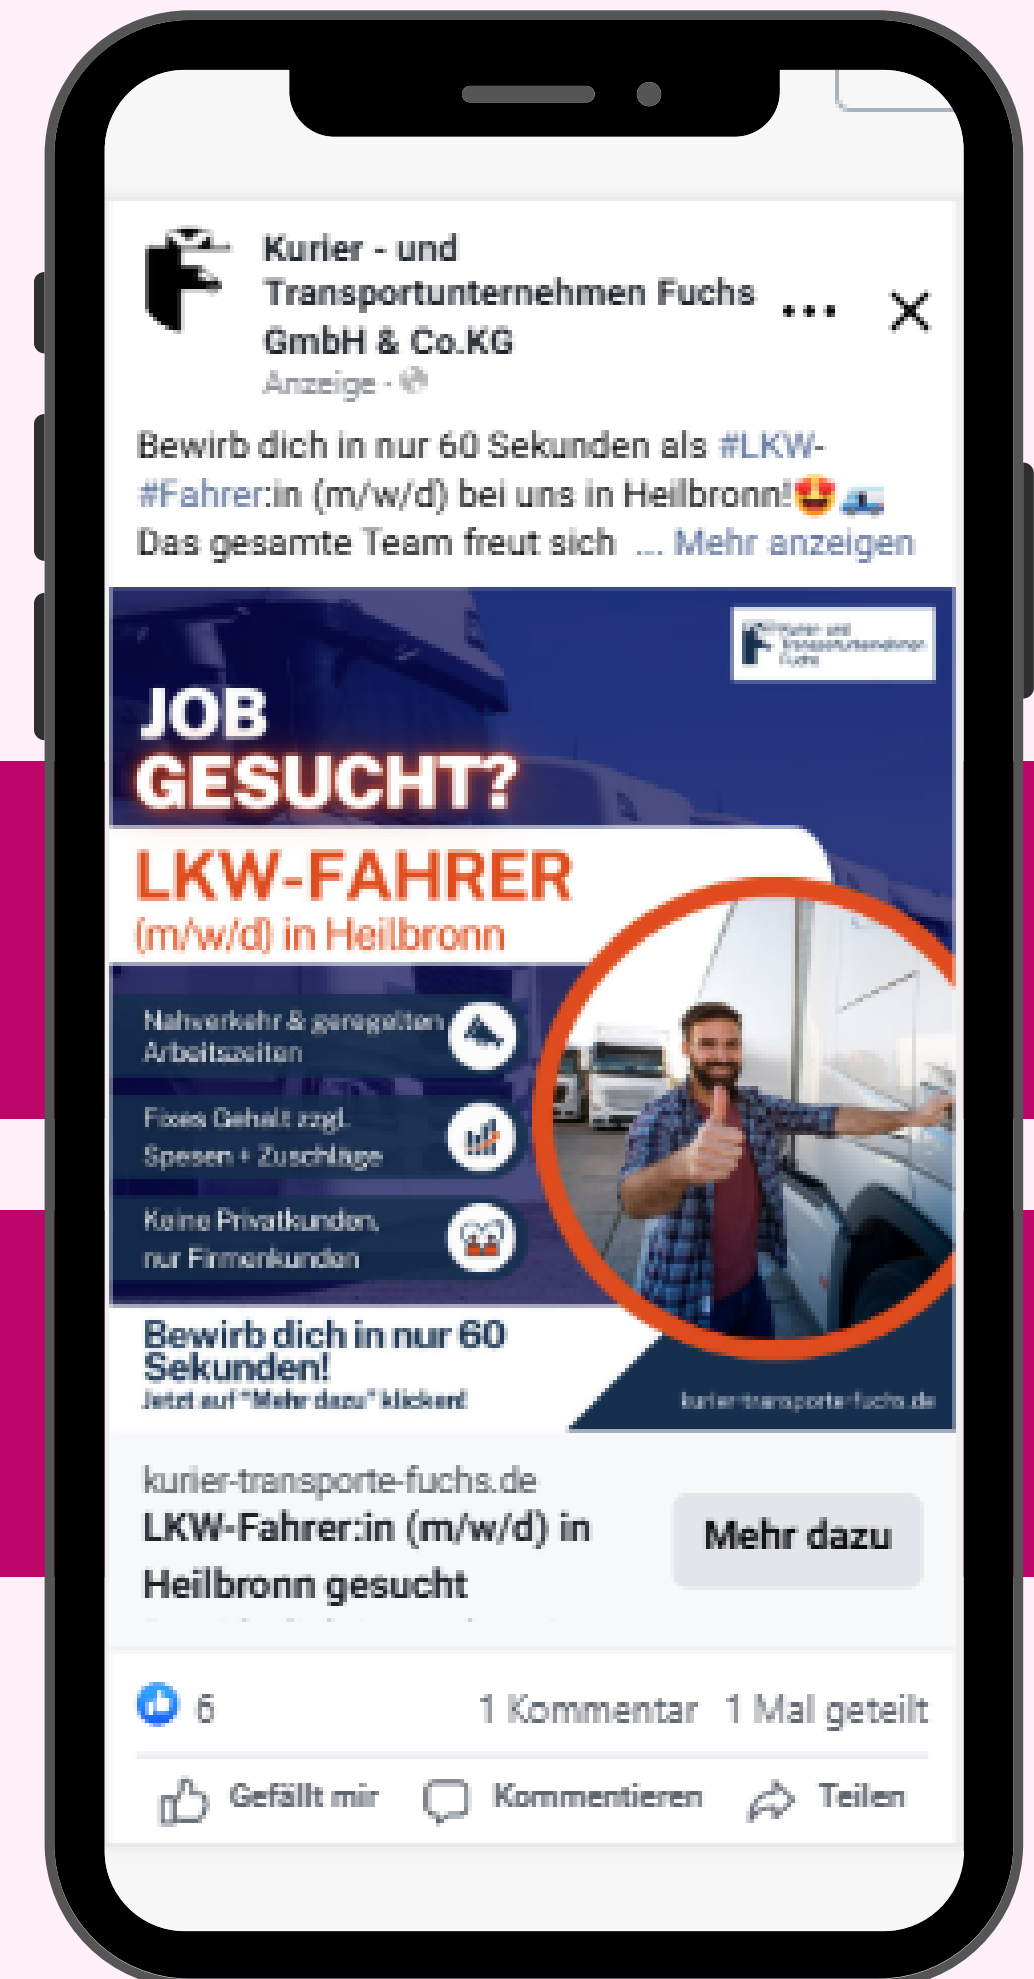 Kurier - und
Transportunternehmen Fuchs
GmbH & Co.KG
Anzeige ·
Bewirb dich in nur 60 Sekunden als #LKW-
#Fahrer:in (m/w/d) bei uns in Heilbronn!😍🚚
Das gesamte Team freut sich ... Mehr anzeigen
Kurier- und
Transportunternehmen
Fuchs
JOB
GESUCHT?
LKW-FAHRER
(m/w/d) in Heilbronn
Nahverkehr & geregelten
Arbeitszeiten
Fixes Gehalt zzgl.
Spesen + Zuschläge
Keine Privatkunden,
nur Firmenkunden
Bewirb dich in nur 60
Sekunden!
Jetzt auf "Mehr dazu" klicken!
kurier-transporte-fuchs.de
kurier-transporte-fuchs.de
LKW-Fahrer:in (m/w/d) in
Heilbronn gesucht
Mehr dazu
6
1 Kommentar 1 Mal geteilt
Gefällt mir Kommentieren Teilen